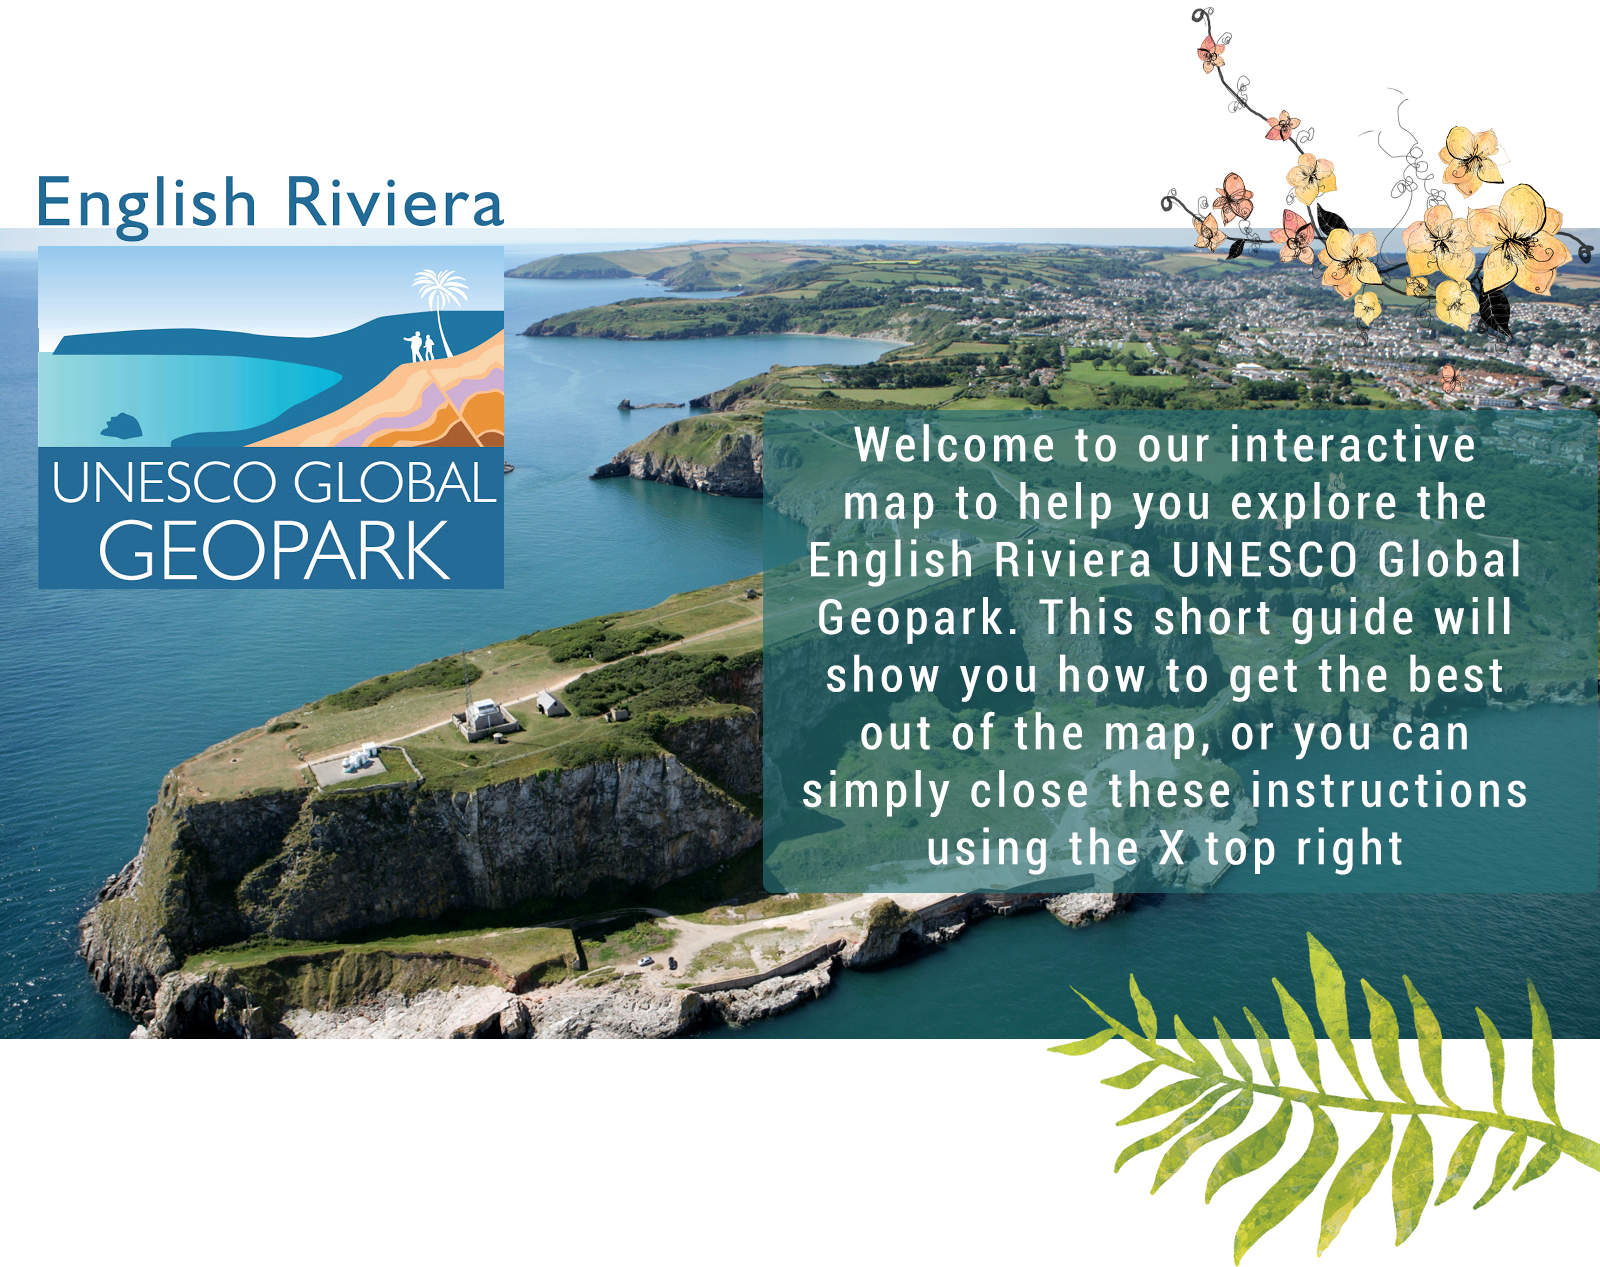 English Riviera
UNESCO GLOBAL
GEOPARK
Welcome to our interactive
map to help you explore the
English Riviera UNESCO Global
Geopark. This short guide will
show you how to get the best
out of the map, or you can
simply close these instructions
using the X top right